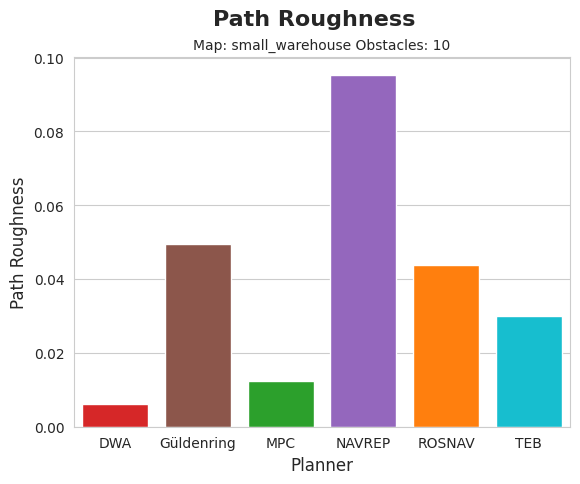 Path Roughness
Map: small_warehouse Obstacles: 10
Path Roughness
0.10
0.08
0.06
0.04
0.02
0.00
DWA Güldenring MPC NAVREP ROSNAV TEB
Planner